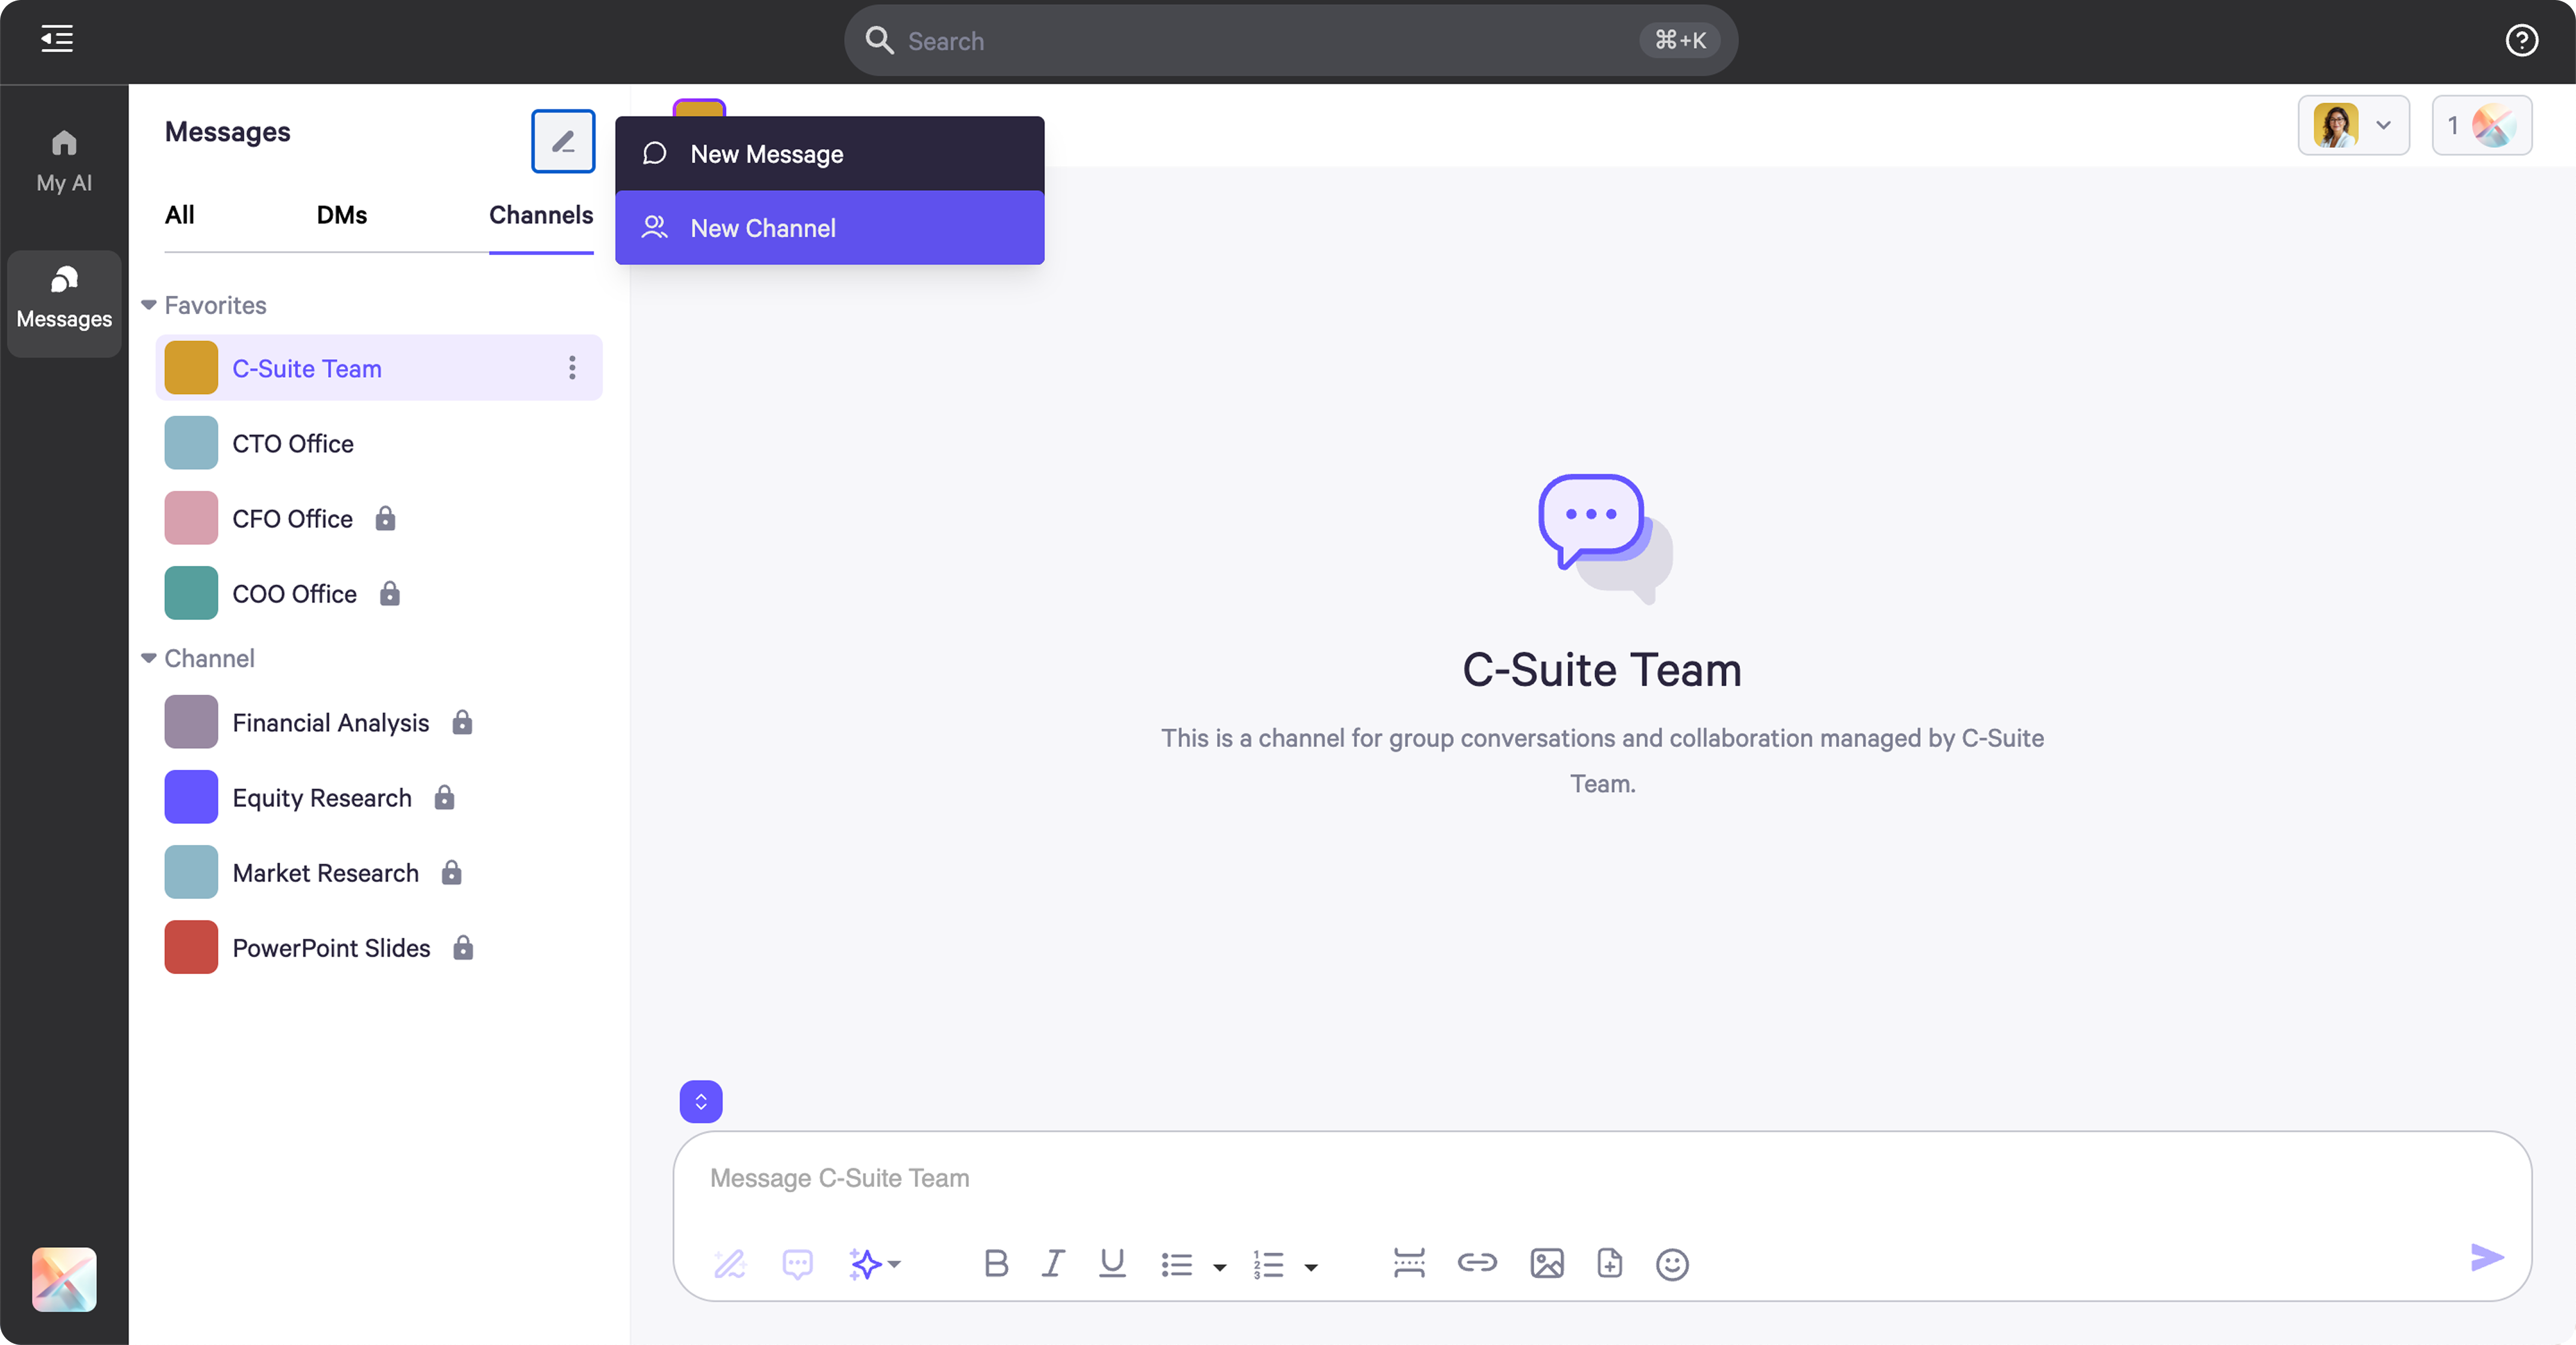 Search
⌘+K
My AI
Messages
Messages
All
DMs
Channels
New Message
New Channel
1
Favorites
C-Suite Team
CTO Office
CFO Office
COO Office
Channel
Financial Analysis
Equity Research
Market Research
PowerPoint Slides
C-Suite Team
This is a channel for group conversations and collaboration managed by C-Suite
Team.
Message C-Suite Team